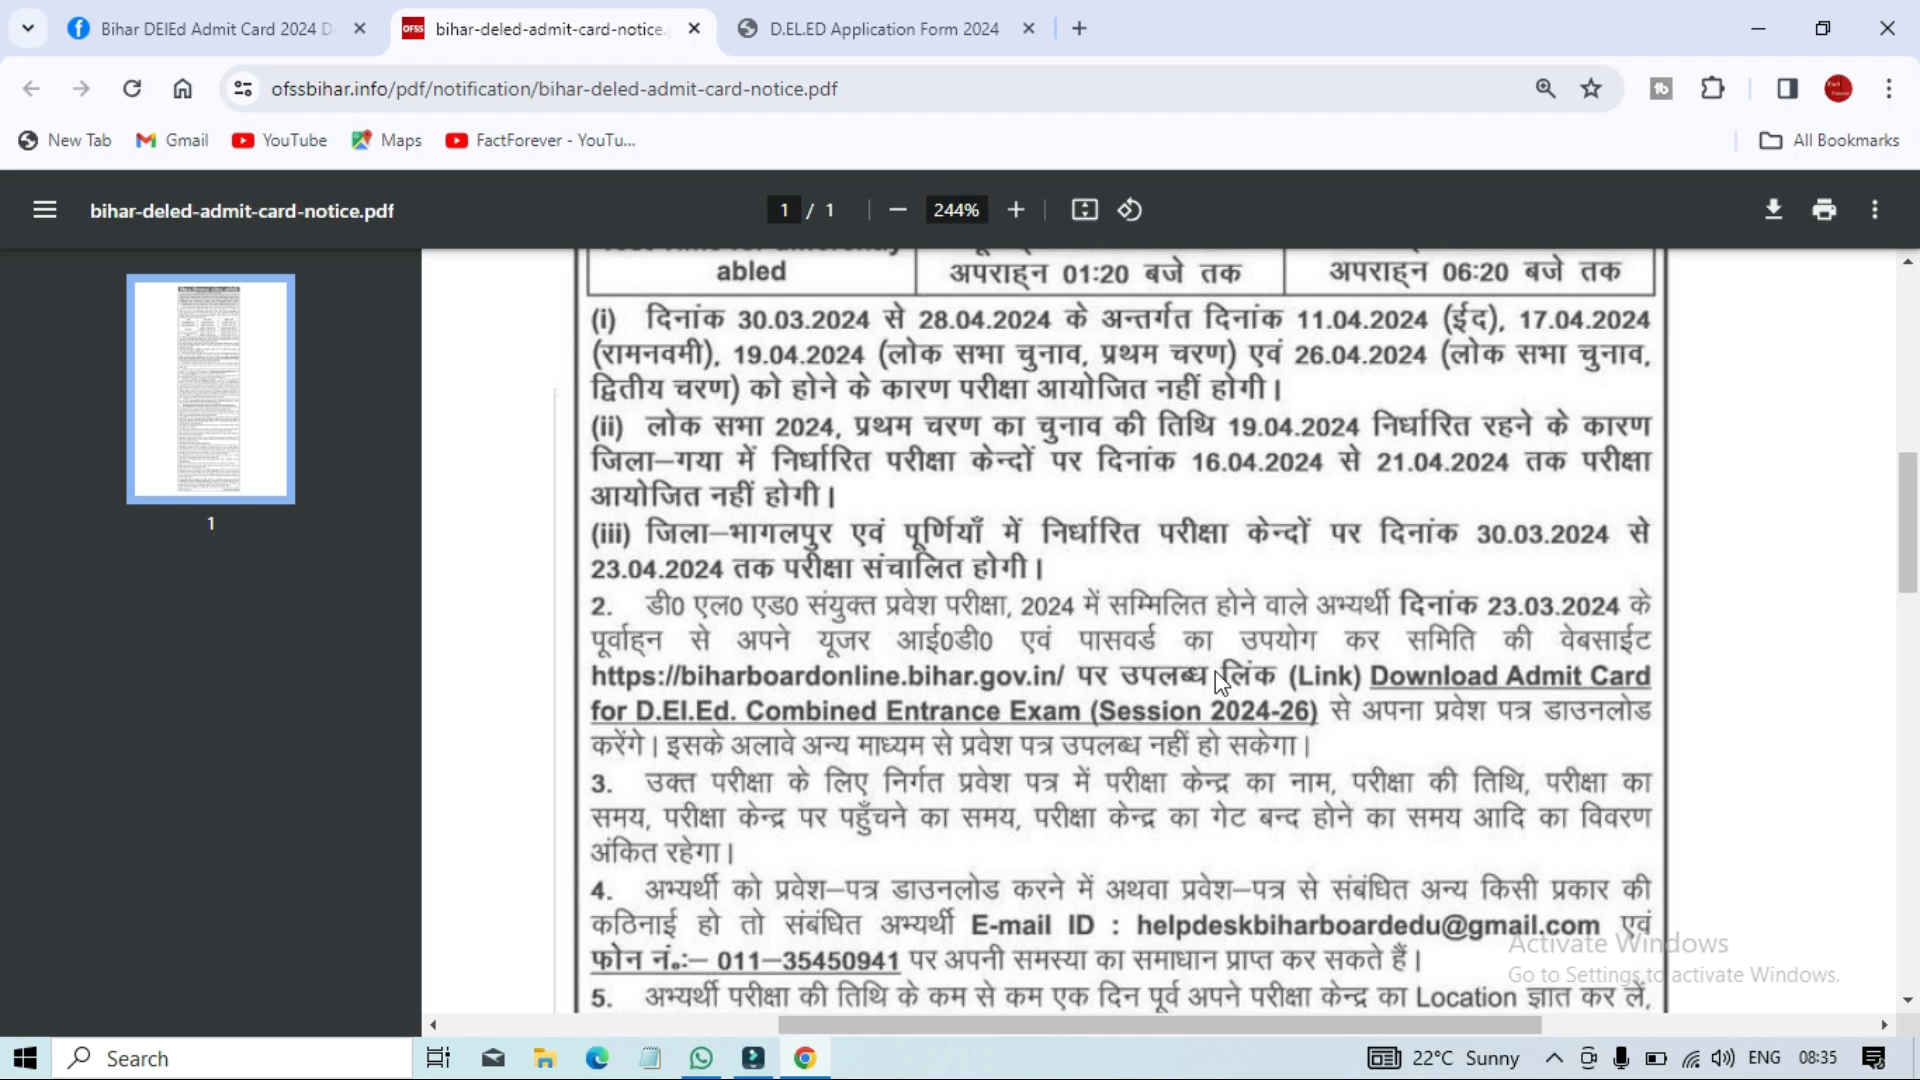 Bihar DElEd Admit Card 2024 D
bihar-deled-admit-card-notice.
D.EL.ED Application Form 2024
ofssbihar.info/pdf/notification/bihar-deled-admit-card-notice.pdf
New Tab
Gmail
YouTube
Maps
FactForever - YouTu...
All Bookmarks
bihar-deled-admit-card-notice.pdf
1 / 1
244%
1
abled
अपराह्न 01:20 बजे तक
अपराह्न 06:20 बजे तक
(i) दिनांक 30.03.2024 से 28.04.2024 के अन्तर्गत दिनांक 11.04.2024 (ईद), 17.04.2024
(रामनवमी), 19.04.2024 (लोक सभा चुनाव, प्रथम चरण) एवं 26.04.2024 (लोक सभा चुनाव,
द्वितीय चरण) को होने के कारण परीक्षा आयोजित नहीं होगी।
(ii) लोक सभा 2024, प्रथम चरण का चुनाव की तिथि 19.04.2024 निर्धारित रहने के कारण
जिला–गया में निर्धारित परीक्षा केन्दों पर दिनांक 16.04.2024 से 21.04.2024 तक परीक्षा
आयोजित नहीं होगी।
(iii) जिला–भागलपुर एवं पूर्णियाँ में निर्धारित परीक्षा केन्दों पर दिनांक 30.03.2024 से
23.04.2024 तक परीक्षा संचालित होगी।
2. डी0 एल0 एड0 संयुक्त प्रवेश परीक्षा, 2024 में सम्मिलित होने वाले अभ्यर्थी दिनांक 23.03.2024 के
पूर्वाह्न से अपने यूजर आई0डी0 एवं पासवर्ड का उपयोग कर समिति की वेबसाईट
https://biharboardonline.bihar.gov.in/ पर उपलब्ध लिंक (Link) Download Admit Card
for D.El.Ed. Combined Entrance Exam (Session 2024-26) से अपना प्रवेश पत्र डाउनलोड
करेंगे। इसके अलावे अन्य माध्यम से प्रवेश पत्र उपलब्ध नहीं हो सकेगा।
3. उक्त परीक्षा के लिए निर्गत प्रवेश पत्र में परीक्षा केन्द्र का नाम, परीक्षा की तिथि, परीक्षा का
समय, परीक्षा केन्द्र पर पहुँचने का समय, परीक्षा केन्द्र का गेट बन्द होने का समय आदि का विवरण
अंकित रहेगा।
4. अभ्यर्थी को प्रवेश–पत्र डाउनलोड करने में अथवा प्रवेश–पत्र से संबंधित अन्य किसी प्रकार की
कठिनाई हो तो संबंधित अभ्यर्थी E-mail ID : helpdeskbiharboardedu@gmail.com एवं
फोन नं॰:– 011–35450941 पर अपनी समस्या का समाधान प्राप्त कर सकते हैं।
5. अभ्यर्थी परीक्षा की तिथि के कम से कम एक दिन पूर्व अपने परीक्षा केन्द्र का Location ज्ञात कर लें,
Activate Windows
Go to Settings to activate Windows.
Search
22°C Sunny
ENG
08:35